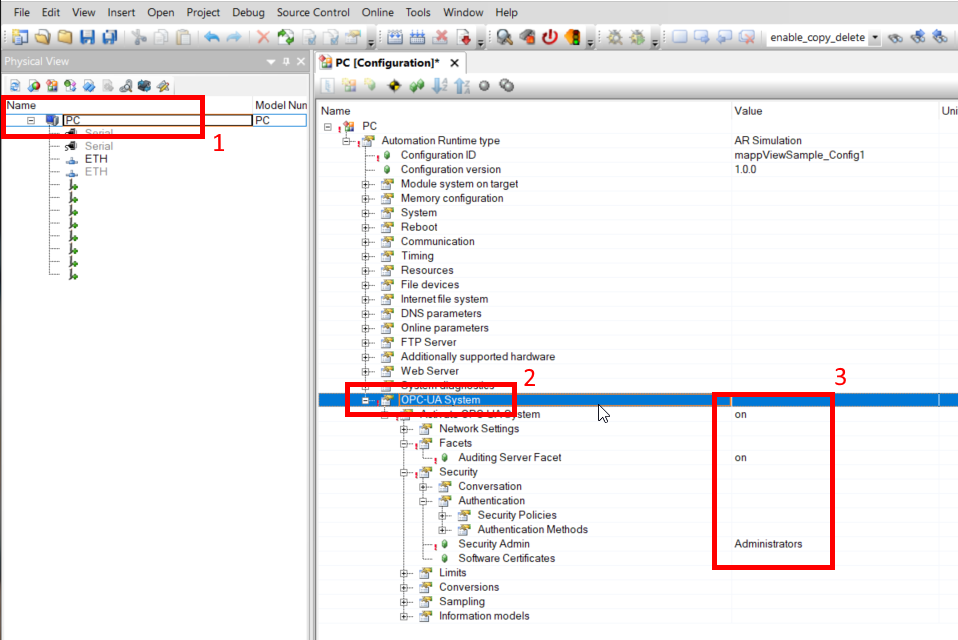 File Edit View Insert Open Project Debug Source Control Online Tools Window Help
enable_copy_delete
Physical View
PC [Configuration]*
Name Model Num
PC PC
1
Serial
Serial
ETH
ETH
Name Value Uni
PC
Automation Runtime type AR Simulation
Configuration ID mappViewSample_Config1
Configuration version 1.0.0
Module system on target
Memory configuration
System
Reboot
Communication
Timing
Resources
File devices
Internet file system
DNS parameters
Online parameters
FTP Server
Additionally supported hardware
Web Server
System diagnostics
2
3
OPC-UA System
Activate OPC-UA System on
Network Settings
Facets
Auditing Server Facet on
Security
Conversation
Authentication
Security Policies
Authentication Methods
Security Admin Administrators
Software Certificates
Limits
Conversions
Sampling
Information models